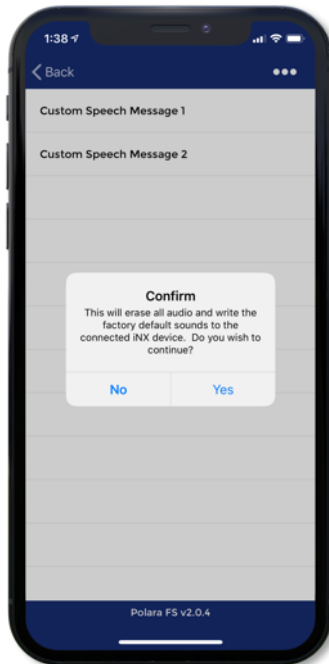 1:38
Back
Custom Speech Message 1
Custom Speech Message 2
Confirm
This will erase all audio and write the
factory default sounds to the
connected iNX device. Do you wish to
continue?
No Yes
Polara FS v2.0.4